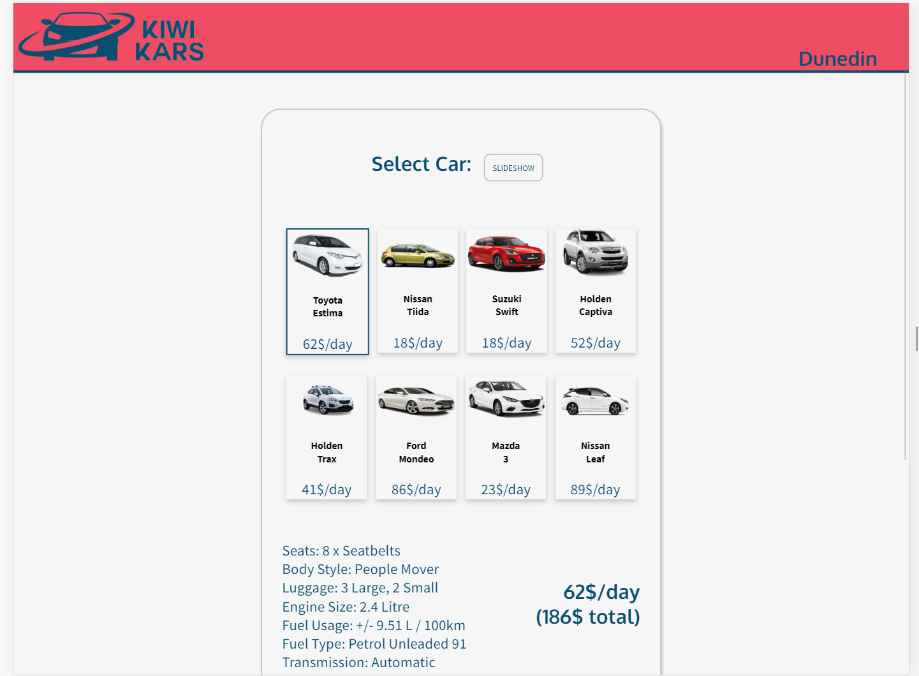 KIWI
KARS
Dunedin
Select Car:
SLIDESHOW
Toyota
Estima
62$/day
Nissan
Tiida
18$/day
Suzuki
Swift
18$/day
Holden
Captiva
52$/day
Holden
Trax
41$/day
Ford
Mondeo
86$/day
Mazda
3
23$/day
Nissan
Leaf
89$/day
Seats: 8 x Seatbelts
Body Style: People Mover
Luggage: 3 Large, 2 Small
Engine Size: 2.4 Litre
Fuel Usage: +/- 9.51 L / 100km
Fuel Type: Petrol Unleaded 91
Transmission: Automatic
62$/day
(186$ total)